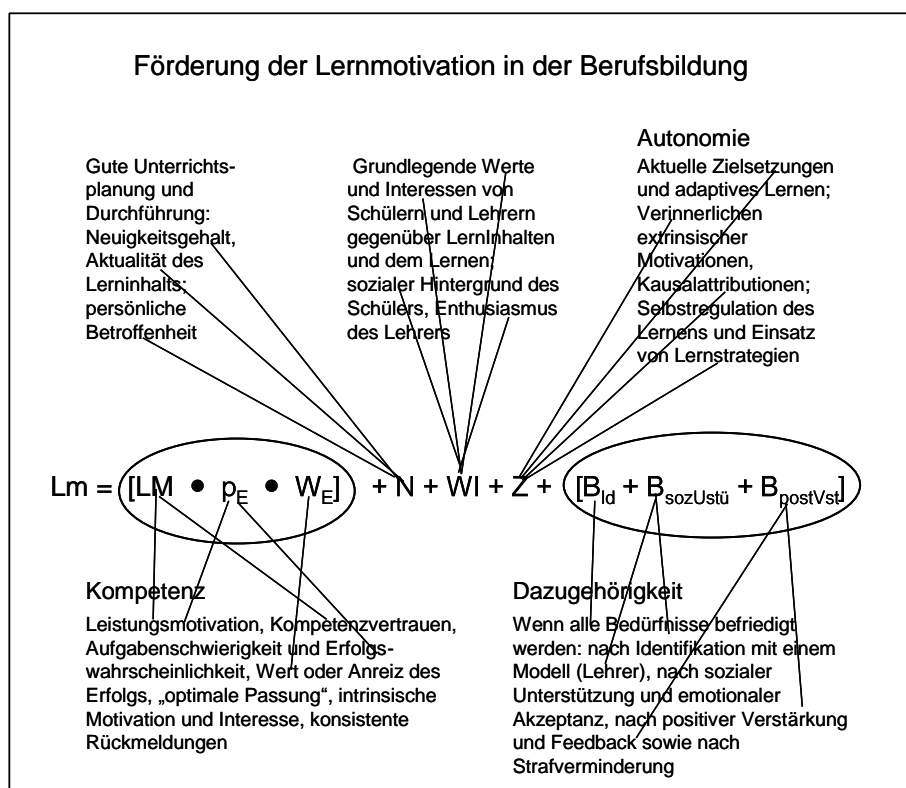 Förderung der Lernmotivation in der Berufsbildung
Gute Unterrichts-
planung und
Durchführung:
Neuigkeitsgehalt,
Aktualität des
Lerninhalts;
persönliche
Betroffenheit
Grundlegende Werte
und Interessen von
Schülern und Lehrern
gegenüber LernInhalten
und dem Lernen;
sozialer Hintergrund des
Schülers, Enthusiasmus
des Lehrers
Autonomie
Aktuelle Zielsetzungen
und adaptives Lernen;
Verinnerlichen
extrinsischer
Motivationen,
Kausalattributionen;
Selbstregulation des
Lernens und Einsatz
von Lernstrategien
Lm = [LM • pE • WE] + N + WI + Z + [BId + BsozUstü + BpostVst]
Kompetenz
Leistungsmotivation, Kompetenzvertrauen,
Aufgabenschwierigkeit und Erfolgs-
wahrscheinlichkeit, Wert oder Anreiz des
Erfolgs, „optimale Passung“, intrinsische
Motivation und Interesse, konsistente
Rückmeldungen
Dazugehörigkeit
Wenn alle Bedürfnisse befriedigt
werden: nach Identifikation mit einem
Modell (Lehrer), nach sozialer
Unterstützung und emotionaler
Akzeptanz, nach positiver Verstärkung
und Feedback sowie nach
Strafverminderung